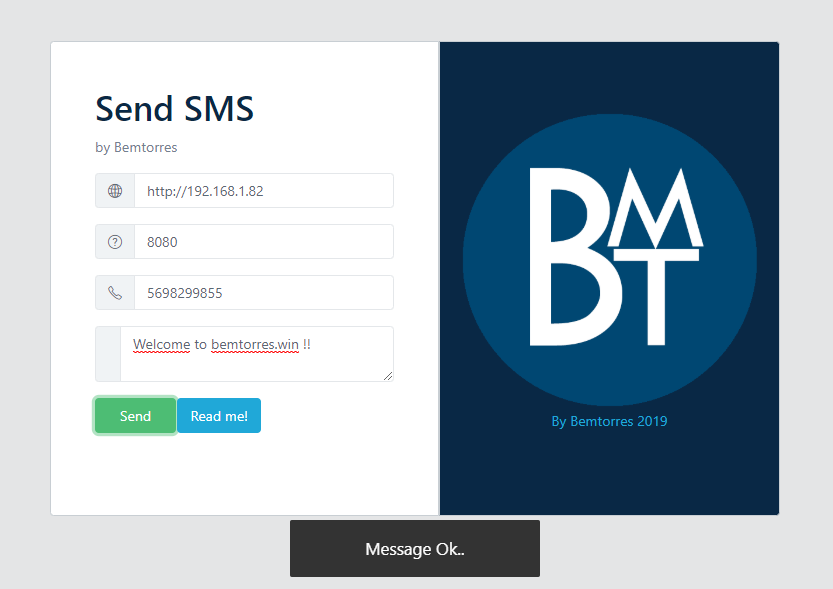 Send SMS
by Bemtorres
http://192.168.1.82
8080
5698299855
Welcome to bemtorres.win !!
Send
Read me!
BMT
By Bemtorres 2019
Message Ok..